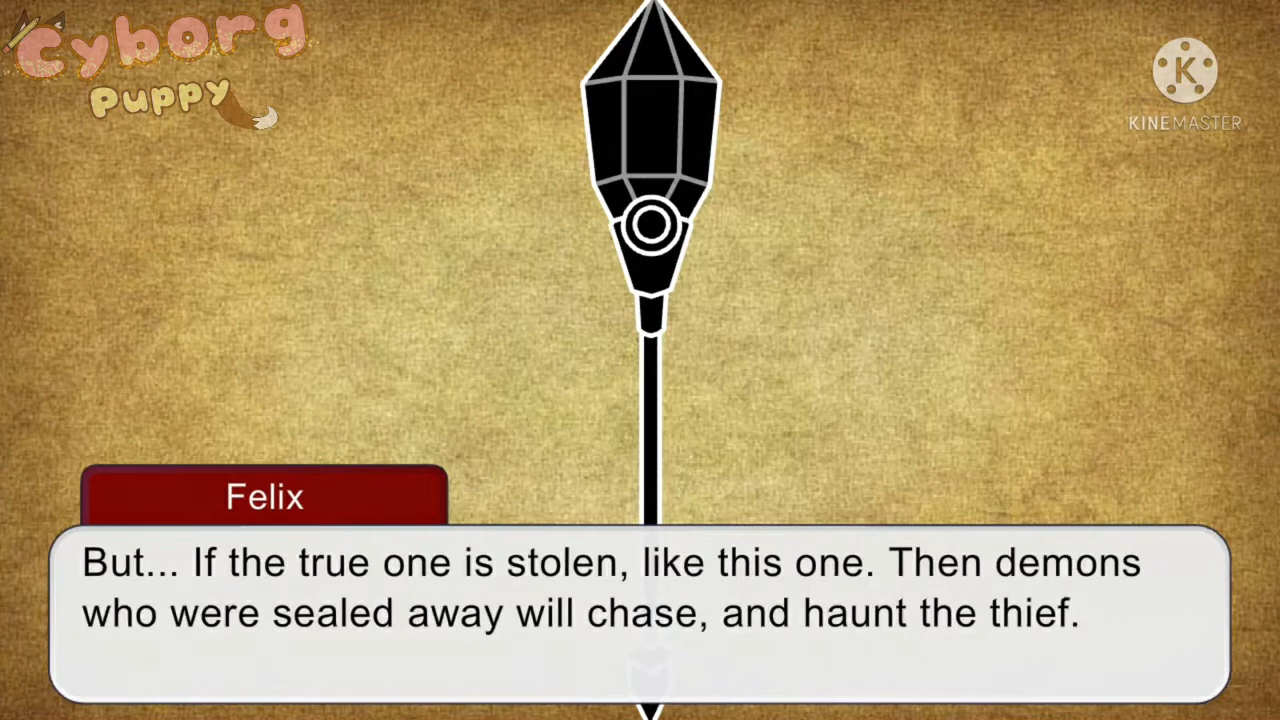 Cyborg
Puppy
K
KINEMASTER
Felix
But... If the true one is stolen, like this one. Then demons
who were sealed away will chase, and haunt the thief.